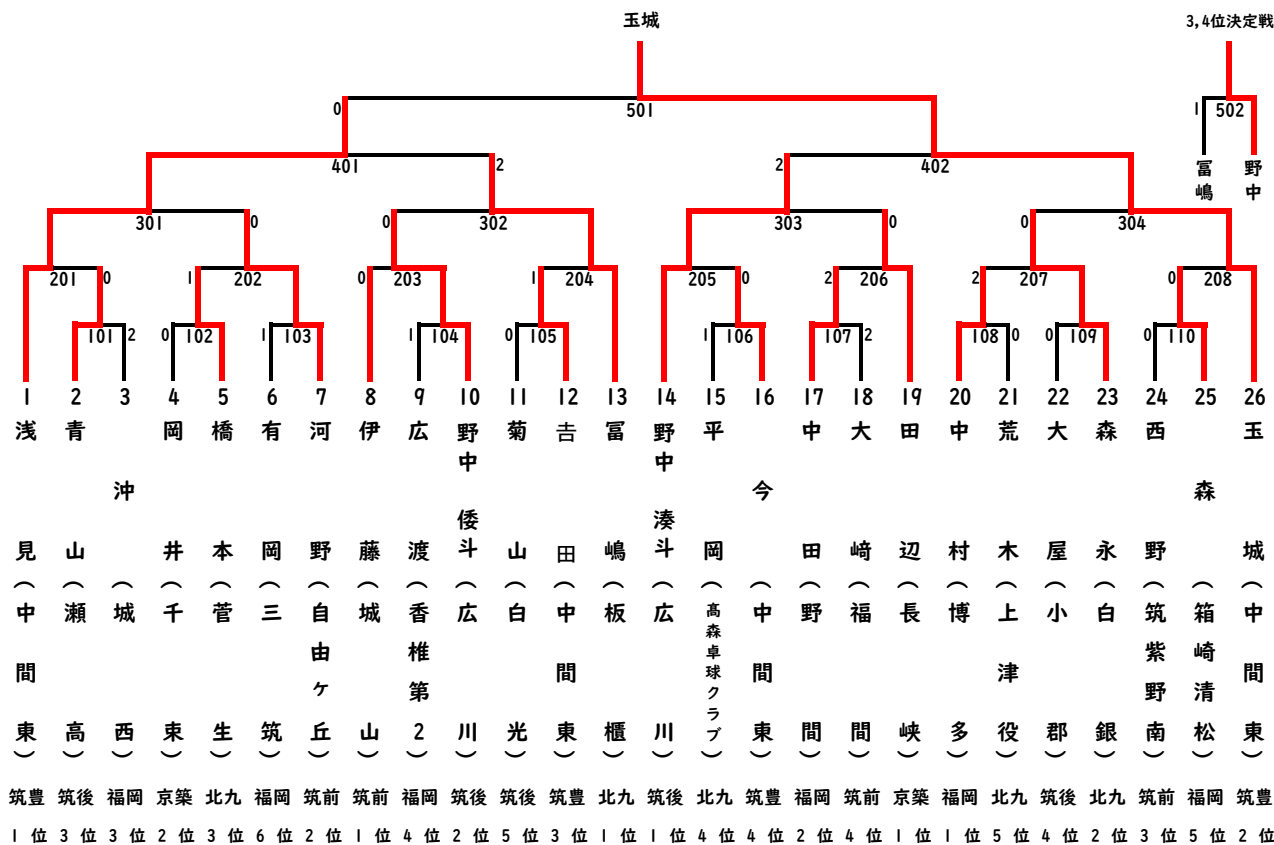 玉城
3,4位決定戦
0 501 1 502
401 2 2 402 冨嶋 野中
301 0 0 302 303 0 0 304
201 0 1 202 0 203 1 204 205 0 2 206 2 207 0 208
101 2 0 102 1 103 1 104 0 105 1 106 107 2 108 0 0 109 0 110
1 2 3 4 5 6 7 8 9 10 11 12 13 14 15 16 17 18 19 20 21 22 23 24 25 26
浅見(中間東)
青山(瀬高)
沖(城西)
岡井(千束)
橋本(菅生)
有岡(三筑)
河野(自由ケ丘)
伊藤(城山)
広渡(香椎第2)
野中倭斗(広川)
菊山(白光)
𠮷田(中間東)
冨嶋(板櫃)
野中湊斗(広川)
平岡(髙森卓球クラブ)
今(中間東)
中田(野間)
大﨑(福間)
田辺(長峡)
中村(博多)
荒木(上津役)
大屋(小郡)
森永(白銀)
西野(筑紫野南)
森(箱崎清松)
玉城(中間東)
筑豊 筑後 福岡 京築 北九 福岡 筑前 筑前 福岡 筑後 筑後 筑豊 北九 筑後 北九 筑豊 福岡 筑前 京築 福岡 北九 筑後 北九 筑前 福岡 筑豊
1位 3位 3位 2位 3位 6位 2位 1位 4位 2位 5位 3位 1位 1位 4位 4位 2位 4位 1位 1位 5位 4位 2位 3位 5位 2位